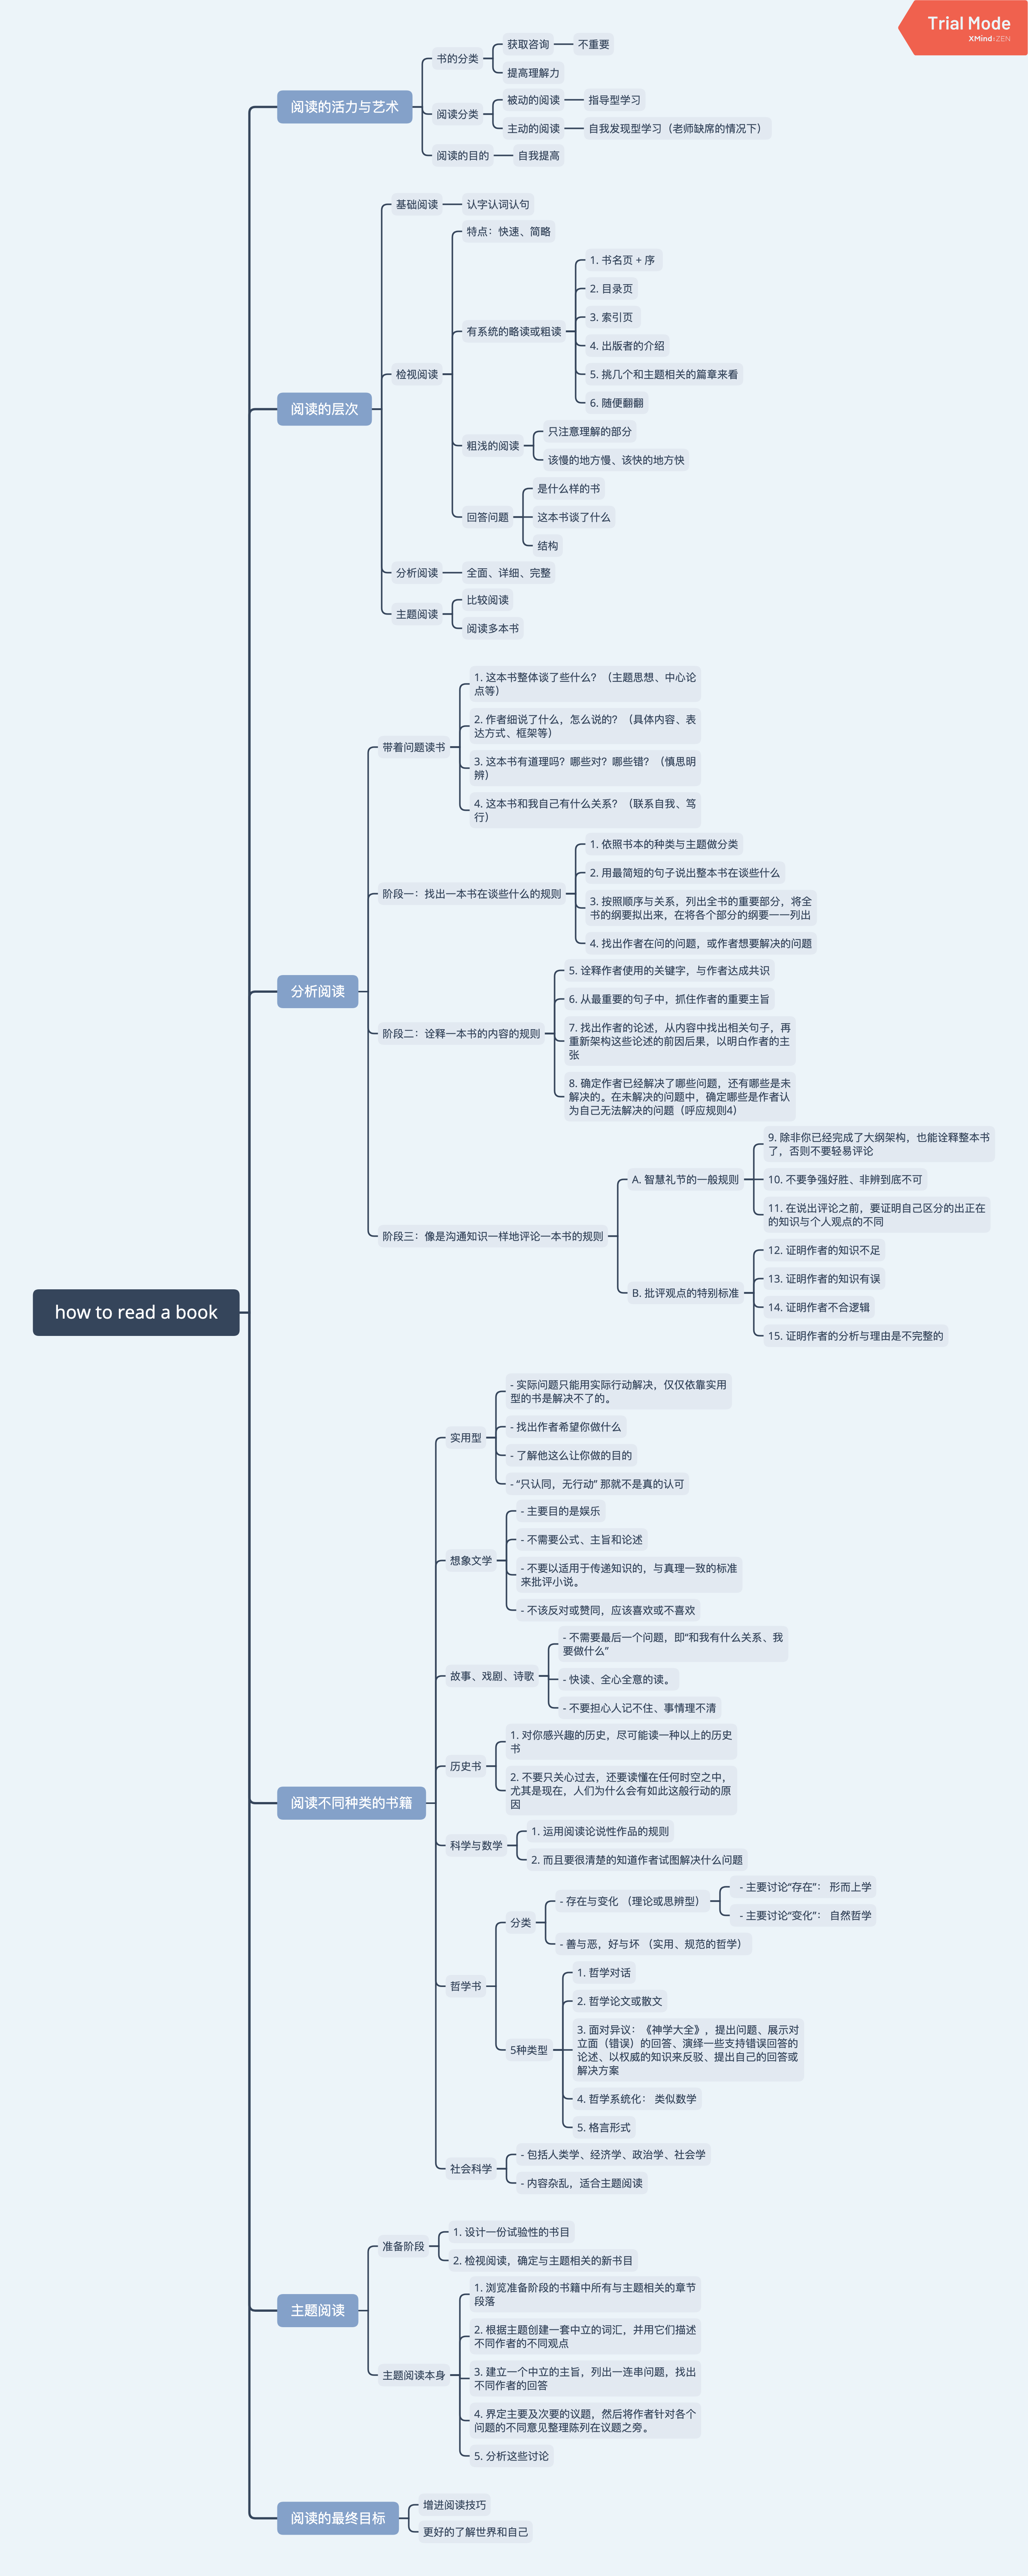 Trial Mode
XMind:ZEN
how to read a book
阅读的活力与艺术
书的分类
获取咨询
不重要
提高理解力
阅读分类
被动的阅读
指导型学习
主动的阅读
自我发现型学习（老师缺席的情况下）
阅读的目的
自我提高
阅读的层次
基础阅读
认字认词认句
检视阅读
特点：快速、简略
有系统的略读或粗读
1. 书名页 + 序
2. 目录页
3. 索引页
4. 出版者的介绍
5. 挑几个和主题相关的篇章来看
6. 随便翻翻
粗浅的阅读
只注意理解的部分
该慢的地方慢、该快的地方快
回答问题
是什么样的书
这本书谈了什么
结构
分析阅读
全面、详细、完整
主题阅读
比较阅读
阅读多本书
分析阅读
带着问题读书
1. 这本书整体谈了些什么？（主题思想、中心论
点等）
2. 作者细说了什么，怎么说的？（具体内容、表
达方式、框架等）
3. 这本书有道理吗？哪些对？哪些错？（慎思明
辨）
4. 这本书和我自己有什么关系？（联系自我、笃
行）
阶段一：找出一本书在谈些什么的规则
1. 依照书本的种类与主题做分类
2. 用最简短的句子说出整本书在谈些什么
3. 按照顺序与关系，列出全书的重要部分，将全
书的纲要拟出来，在将各个部分的纲要一一列出
4. 找出作者在问的问题，或作者想要解决的问题
阶段二：诠释一本书的内容的规则
5. 诠释作者使用的关键字，与作者达成共识
6. 从最重要的句子中，抓住作者的重要主旨
7. 找出作者的论述，从内容中找出相关句子，再
重新架构这些论述的前因后果，以明白作者的主
张
8. 确定作者已经解决了哪些问题，还有哪些是未
解决的。在未解决的问题中，确定哪些是作者认
为自己无法解决的问题（呼应规则4）
阶段三：像是沟通知识一样地评论一本书的规则
A. 智慧礼节的一般规则
9. 除非你已经完成了大纲架构，也能诠释整本书
了，否则不要轻易评论
10. 不要争强好胜、非辨到底不可
11. 在说出评论之前，要证明自己区分的出正在
的知识与个人观点的不同
B. 批评观点的特别标准
12. 证明作者的知识不足
13. 证明作者的知识有误
14. 证明作者不合逻辑
15. 证明作者的分析与理由是不完整的
阅读不同种类的书籍
实用型
- 实际问题只能用实际行动解决，仅仅依靠实用
型的书是解决不了的。
- 找出作者希望你做什么
- 了解他这么让你做的目的
- “只认同，无行动” 那就不是真的认可
想象文学
- 主要目的是娱乐
- 不需要公式、主旨和论述
- 不要以适用于传递知识的，与真理一致的标准
来批评小说。
- 不该反对或赞同，应该喜欢或不喜欢
故事、戏剧、诗歌
- 不需要最后一个问题，即“和我有什么关系、我
要做什么”
- 快读、全心全意的读。
- 不要担心人记不住、事情理不清
历史书
1. 对你感兴趣的历史，尽可能读一种以上的历史
书
2. 不要只关心过去，还要读懂在任何时空之中，
尤其是现在，人们为什么会有如此这般行动的原
因
科学与数学
1. 运用阅读论说性作品的规则
2. 而且要很清楚的知道作者试图解决什么问题
哲学书
分类
- 存在与变化 （理论或思辨型）
- 主要讨论“存在”： 形而上学
- 主要讨论“变化”： 自然哲学
- 善与恶，好与坏 （实用、规范的哲学）
5种类型
1. 哲学对话
2. 哲学论文或散文
3. 面对异议：《神学大全》，提出问题、展示对
立面（错误）的回答、演绎一些支持错误回答的
论述、以权威的知识来反驳、提出自己的回答或
解决方案
4. 哲学系统化： 类似数学
5. 格言形式
社会科学
- 包括人类学、经济学、政治学、社会学
- 内容杂乱，适合主题阅读
主题阅读
准备阶段
1. 设计一份试验性的书目
2. 检视阅读，确定与主题相关的新书目
主题阅读本身
1. 浏览准备阶段的书籍中所有与主题相关的章节
段落
2. 根据主题创建一套中立的词汇，并用它们描述
不同作者的不同观点
3. 建立一个中立的主旨，列出一连串问题，找出
不同作者的回答
4. 界定主要及次要的议题，然后将作者针对各个
问题的不同意见整理陈列在议题之旁。
5. 分析这些讨论
阅读的最终目标
增进阅读技巧
更好的了解世界和自己